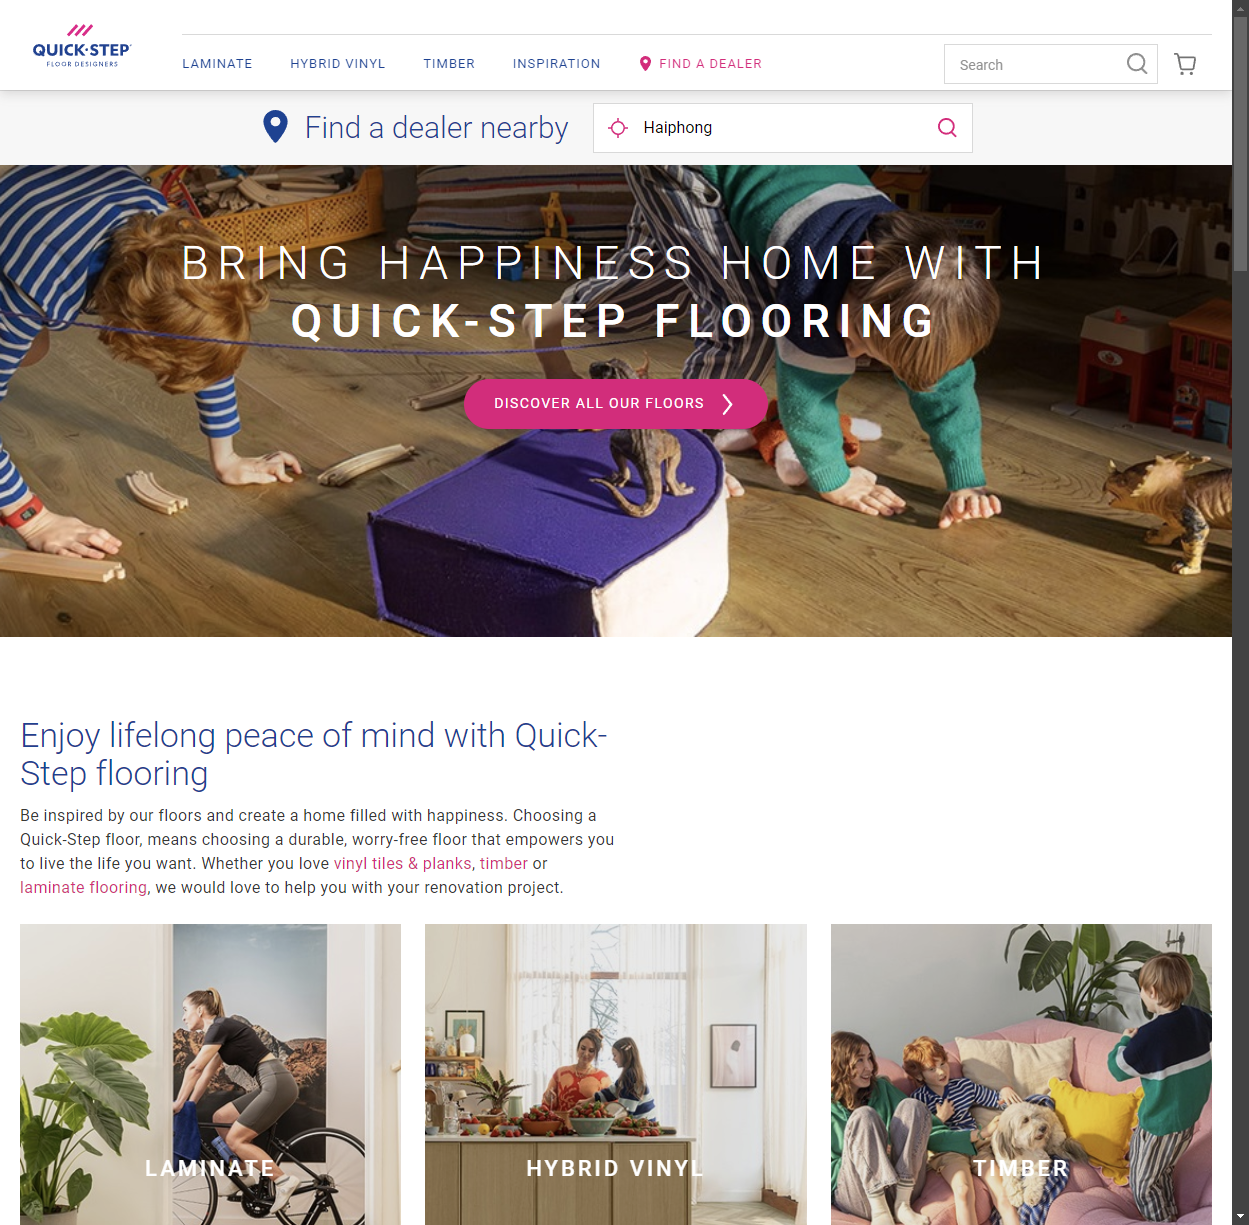 QUICK-STEP
FLOOR DESIGNERS
LAMINATE
HYBRID VINYL
TIMBER
INSPIRATION
FIND A DEALER
Search
Find a dealer nearby
Haiphong
BRING HAPPINESS HOME WITH
QUICK-STEP FLOORING
DISCOVER ALL OUR FLOORS
Enjoy lifelong peace of mind with Quick-
Step flooring
Be inspired by our floors and create a home filled with happiness. Choosing a
Quick-Step floor, means choosing a durable, worry-free floor that empowers you
to live the life you want. Whether you love vinyl tiles & planks, timber or
laminate flooring, we would love to help you with your renovation project.
LAMINATE
HYBRID VINYL
TIMBER